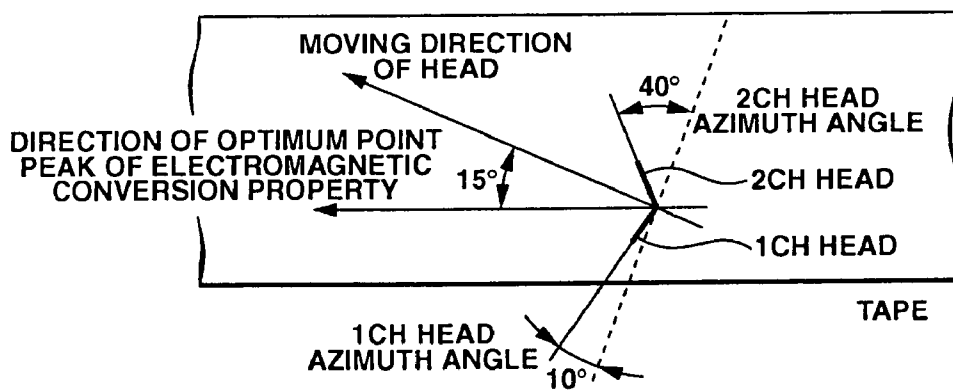 MOVING DIRECTION
OF HEAD
40°
2CH HEAD
AZIMUTH ANGLE
DIRECTION OF OPTIMUM POINT
PEAK OF ELECTROMAGNETIC
CONVERSION PROPERTY
15°
2CH HEAD
1CH HEAD
TAPE
1CH HEAD
AZIMUTH ANGLE
10°